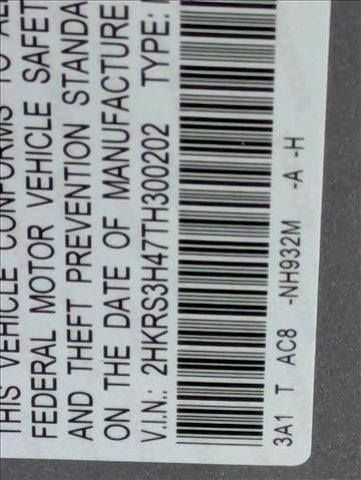 THIS VEHICLE CONFORMS TO
FEDERAL MOTOR VEHICLE SAFET
AND THEFT PREVENTION STANDA
ON THE DATE OF MANUFACTURE
V.I.N.: 2HKRS3H47TH300202 TYPE:
3A1 T AC8 -NH932M -A -H